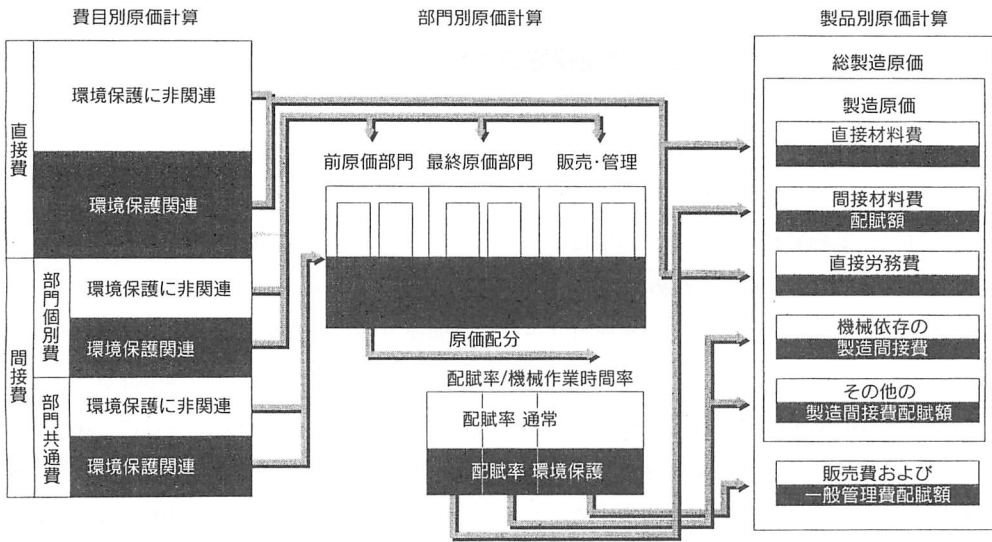 費目別原価計算
部門別原価計算
製品別原価計算
直接費
環境保護に非関連
環境保護関連
間接費
部門個別費
環境保護に非関連
環境保護関連
部門共通費
環境保護に非関連
環境保護関連
前原価部門
最終原価部門
販売・管理
原価配分
配賦率/機械作業時間率
配賦率 通常
配賦率 環境保護
総製造原価
製造原価
直接材料費
間接材料費
配賦額
直接労務費
機械依存の
製造間接費
その他の
製造間接費配賦額
販売費および
一般管理費配賦額